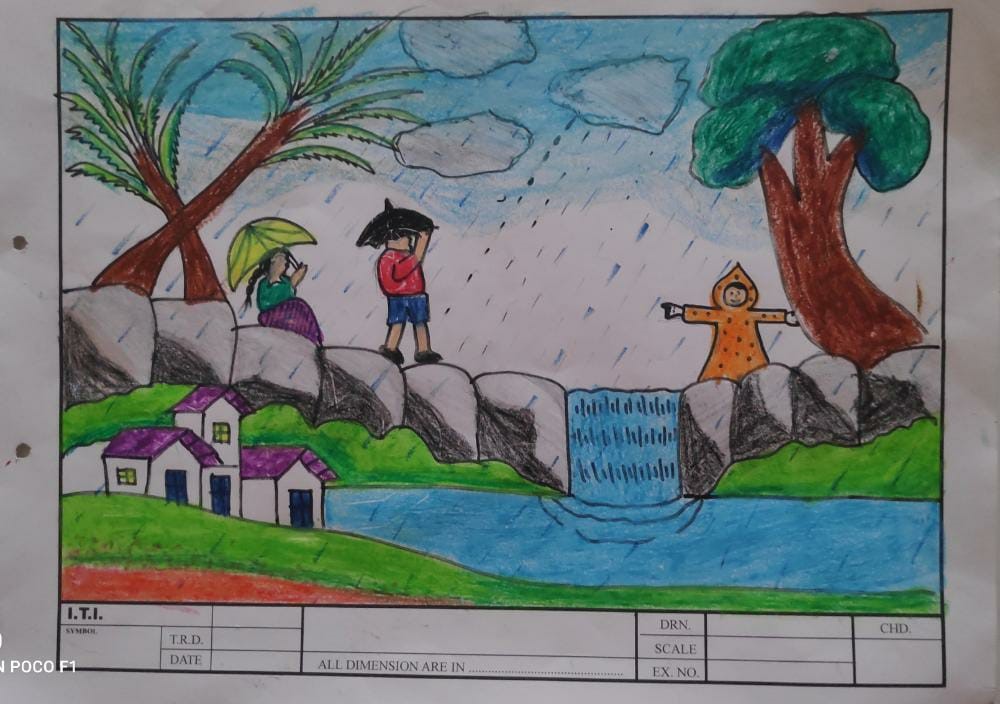 I.T.I.
SYMBOL
T.R.D.
DATE
ALL DIMENSION ARE IN ............................................
DRN.
SCALE
EX. NO.
CHD.
N POCO F1